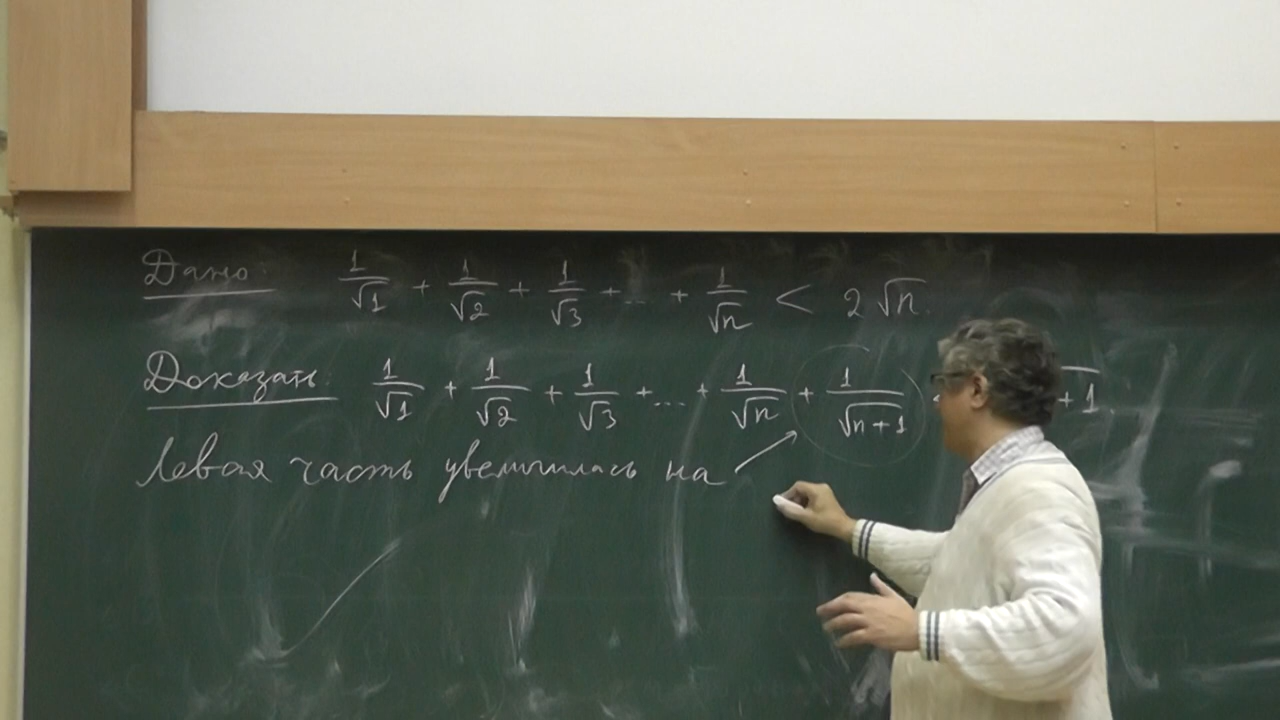 Дано: 1/√1 + 1/√2 + 1/√3 + ... + 1/√n < 2 √n.
Доказать: 1/√1 + 1/√2 + 1/√3 + ... + 1/√n + 1/√n+1 < +1
Левая часть увеличилась на